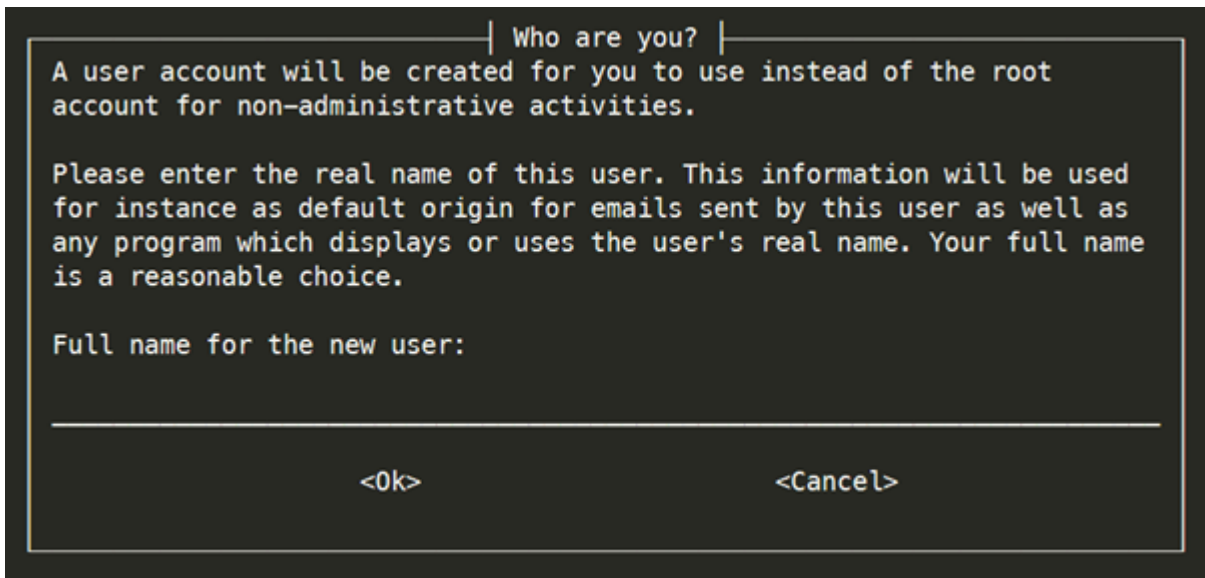 Who are you?
A user account will be created for you to use instead of the root
account for non-administrative activities.
Please enter the real name of this user. This information will be used
for instance as default origin for emails sent by this user as well as
any program which displays or uses the user's real name. Your full name
is a reasonable choice.
Full name for the new user:
<Ok> <Cancel>